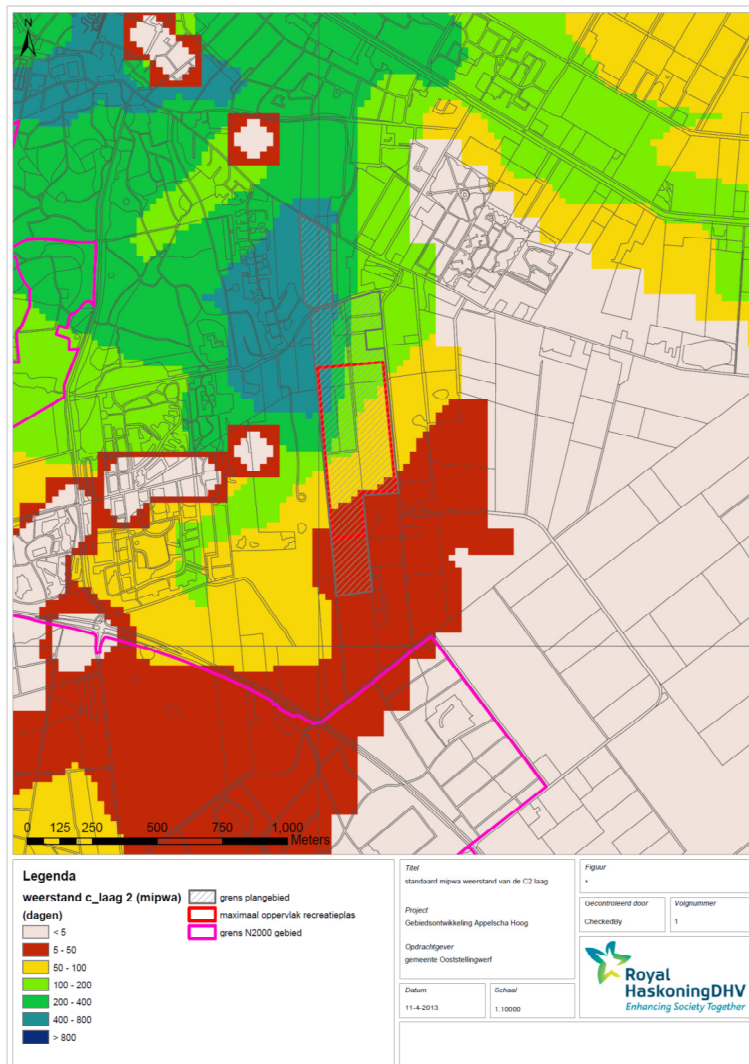 N
0 125 250 500 750 1,000
Meters
Legenda
weerstand c_laag 2 (mipwa)
(dagen)
< 5
5 - 50
50 - 100
100 - 200
200 - 400
400 - 800
> 800
grens plangebied
maximaal oppervlak recreatieplas
grens N2000 gebied
Titel
standaard mipwa weerstand van de C2 laag
Project
Gebiedsontwikkeling Appelscha Hoog
Opdrachtgever
gemeente Ooststellingwerf
Datum
11-4-2013
Schaal
1:10000
Figuur
*
Gecontroleerd door
CheckedBy
Volgnummer
1
Royal
HaskoningDHV
Enhancing Society Together